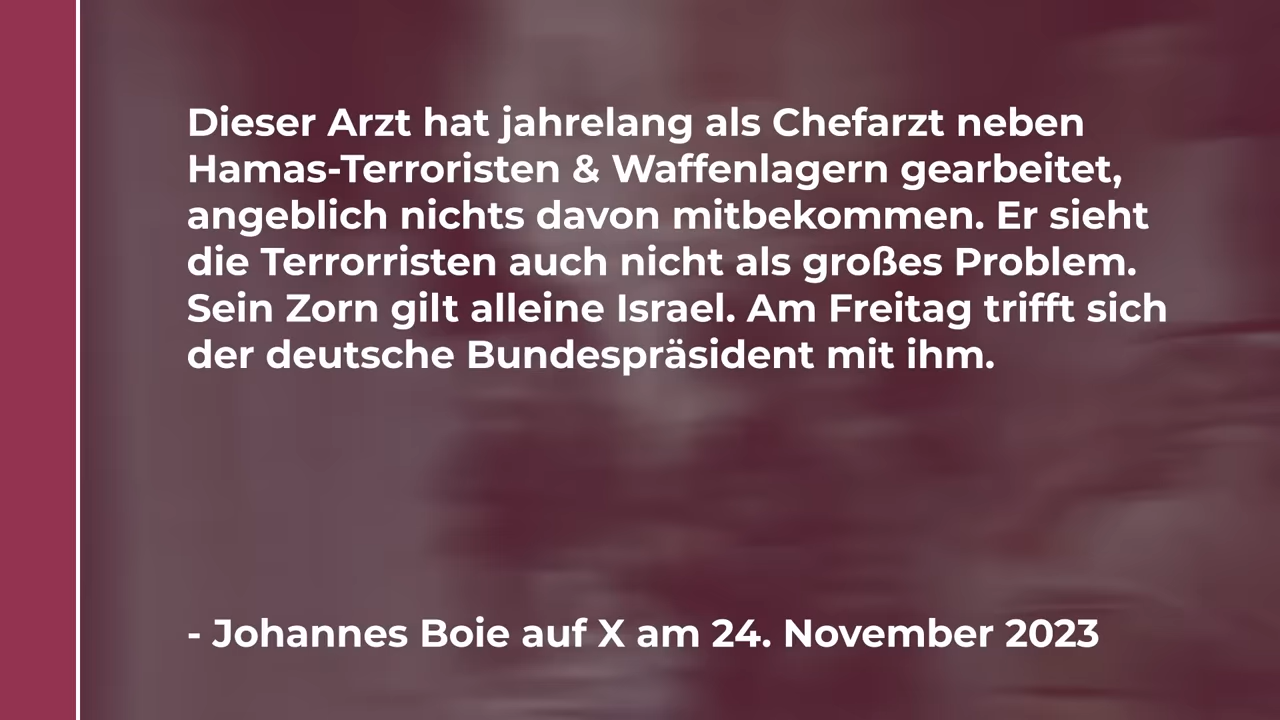 Dieser Arzt hat jahrelang als Chefarzt neben
Hamas-Terroristen & Waffenlagern gearbeitet,
angeblich nichts davon mitbekommen. Er sieht
die Terrorristen auch nicht als großes Problem.
Sein Zorn gilt alleine Israel. Am Freitag trifft sich
der deutsche Bundespräsident mit ihm.
- Johannes Boie auf X am 24. November 2023